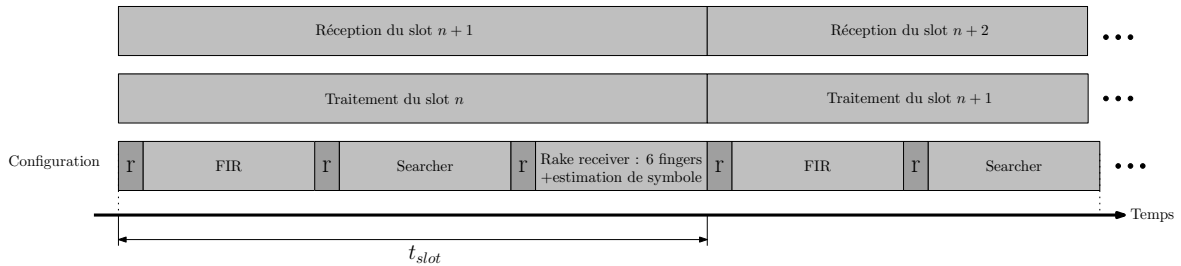 Réception du slot n + 1 Réception du slot n + 2
Traitement du slot n Traitement du slot n + 1
Configuration r FIR r Searcher r Rake receiver : 6 fingers
+estimation de symbole r FIR r Searcher
Temps
t_slot